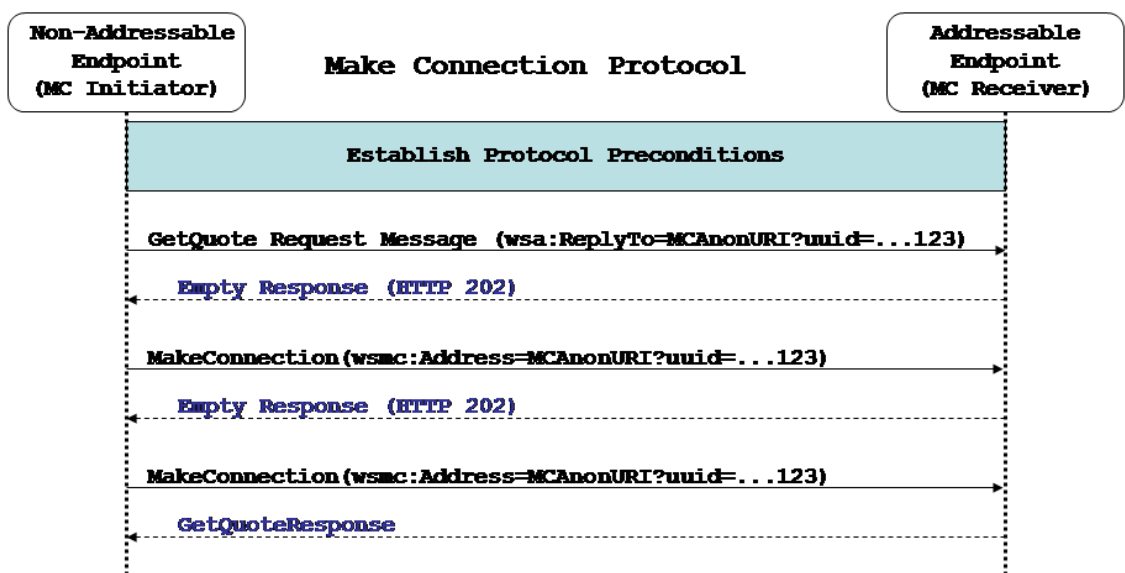 Non-Addressable
Endpoint
(MC Initiator)
Make Connection Protocol
Addressable
Endpoint
(MC Receiver)
Establish Protocol Preconditions
GetQuote Request Message (wsa:ReplyTo=MCAnonURI?uuid=...123)
Empty Response (HTTP 202)
MakeConnection(wsmc:Address=MCAnonURI?uuid=...123)
Empty Response (HTTP 202)
MakeConnection(wsmc:Address=MCAnonURI?uuid=...123)
GetQuoteResponse